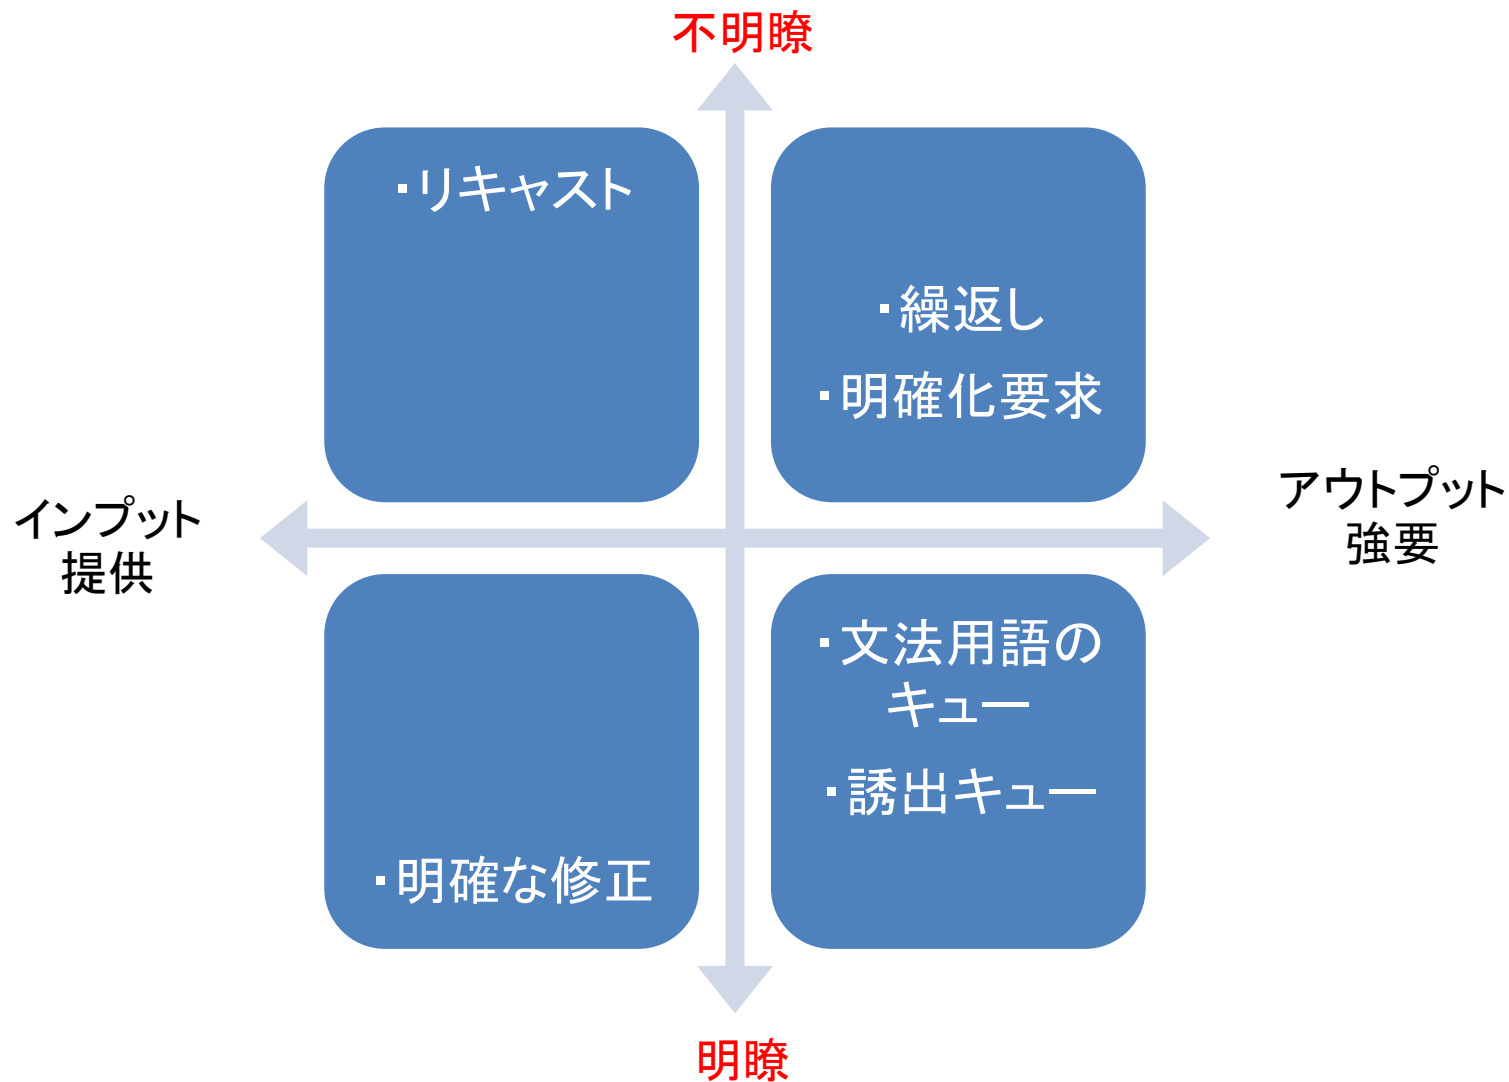 不明瞭
・リキャスト
・繰返し
・明確化要求
インプット
提供
アウトプット
強要
・文法用語の
キュー
・誘出キュー
・明確な修正
明瞭